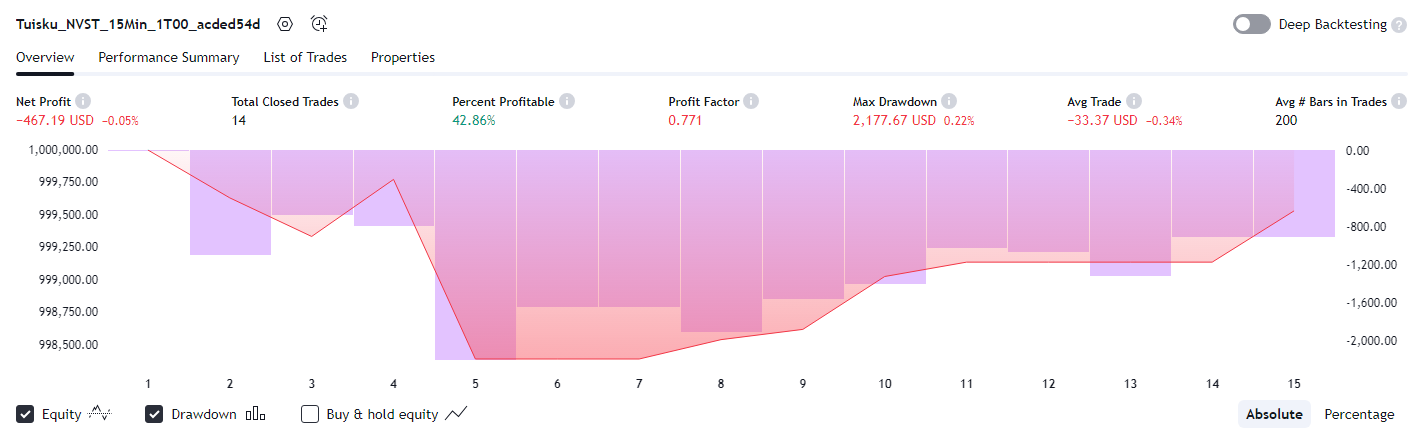 Tuisku_NVST_15Min_1T00_acded54d
Deep Backtesting
Overview Performance Summary List of Trades Properties
Net Profit Total Closed Trades Percent Profitable Profit Factor Max Drawdown Avg Trade Avg # Bars in Trades
−467.19 USD −0.05% 14 42.86% 0.771 2,177.67 USD 0.22% −33.37 USD −0.34% 200
1,000,000.00 0.00
999,750.00 -400.00
999,500.00 -800.00
999,250.00 -1,200.00
999,000.00 -1,600.00
998,750.00 -2,000.00
998,500.00
1 2 3 4 5 6 7 8 9 10 11 12 13 14 15
Equity Drawdown Buy & hold equity Absolute Percentage